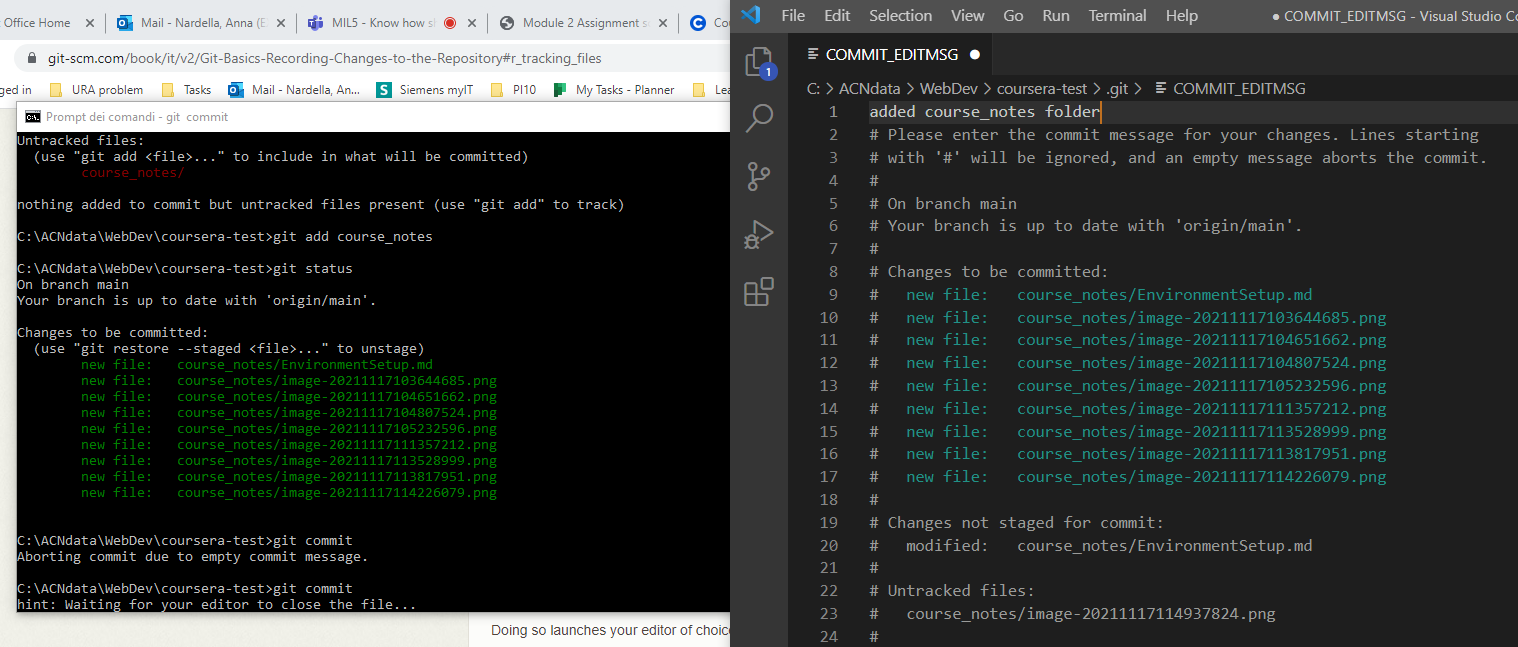 Office Home
Mail - Nardella, Anna (E
MIL5 - Know how s
Module 2 Assignment s
Co
git-scm.com/book/it/v2/Git-Basics-Recording-Changes-to-the-Repository#r_tracking_files
ged in
URA problem
Tasks
Mail - Nardella, An...
Siemens myIT
PI10
My Tasks - Planner
Lea
Prompt dei comandi - git commit
Untracked files:
(use "git add <file>..." to include in what will be committed)
course_notes/
nothing added to commit but untracked files present (use "git add" to track)
C:\ACNdata\WebDev\coursera-test>git add course_notes
C:\ACNdata\WebDev\coursera-test>git status
On branch main
Your branch is up to date with 'origin/main'.
Changes to be committed:
(use "git restore --staged <file>..." to unstage)
new file: course_notes/EnvironmentSetup.md
new file: course_notes/image-20211117103644685.png
new file: course_notes/image-20211117104651662.png
new file: course_notes/image-20211117104807524.png
new file: course_notes/image-20211117105232596.png
new file: course_notes/image-20211117111357212.png
new file: course_notes/image-20211117113528999.png
new file: course_notes/image-20211117113817951.png
new file: course_notes/image-20211117114226079.png
C:\ACNdata\WebDev\coursera-test>git commit
Aborting commit due to empty commit message.
C:\ACNdata\WebDev\coursera-test>git commit
hint: Waiting for your editor to close the file...
Doing so launches your editor of choice
File Edit Selection View Go Run Terminal Help
● COMMIT_EDITMSG - Visual Studio Co
COMMIT_EDITMSG ●
1
C: > ACNdata > WebDev > coursera-test > .git > COMMIT_EDITMSG
1 added course_notes folder
2 # Please enter the commit message for your changes. Lines starting
3 # with '#' will be ignored, and an empty message aborts the commit.
4 #
5 # On branch main
6 # Your branch is up to date with 'origin/main'.
7 #
8 # Changes to be committed:
9 # new file: course_notes/EnvironmentSetup.md
10 # new file: course_notes/image-20211117103644685.png
11 # new file: course_notes/image-20211117104651662.png
12 # new file: course_notes/image-20211117104807524.png
13 # new file: course_notes/image-20211117105232596.png
14 # new file: course_notes/image-20211117111357212.png
15 # new file: course_notes/image-20211117113528999.png
16 # new file: course_notes/image-20211117113817951.png
17 # new file: course_notes/image-20211117114226079.png
18 #
19 # Changes not staged for commit:
20 # modified: course_notes/EnvironmentSetup.md
21 #
22 # Untracked files:
23 # course_notes/image-20211117114937824.png
24 #